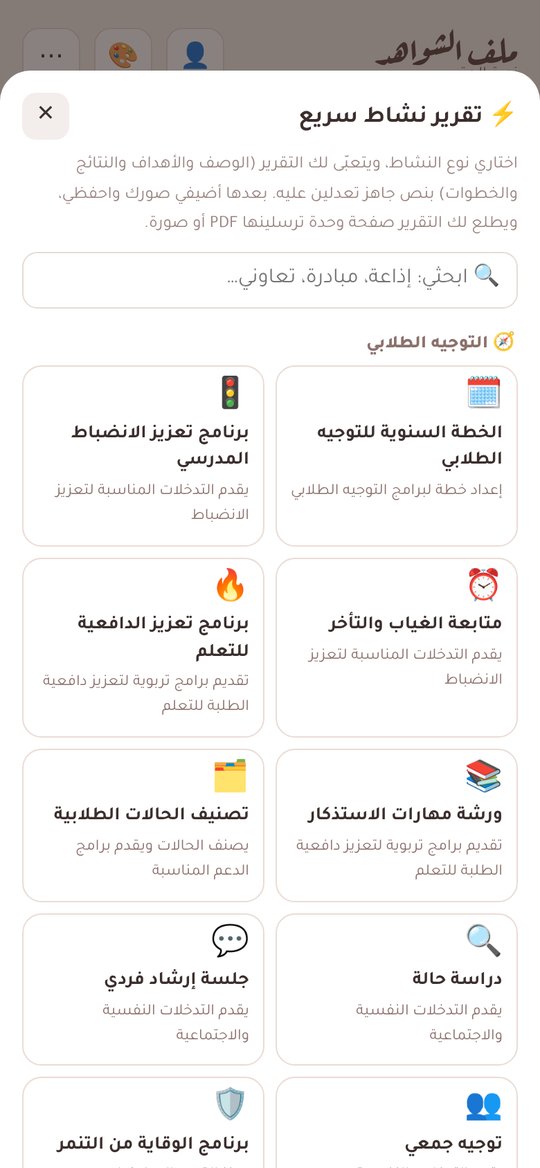 ملف الشواهد
تقرير نشاط سريع
اختاري نوع النشاط، ويتعبّى لك التقرير (الوصف والأهداف والنتائج
والخطوات) بنص جاهز تعدلين عليه. بعدها أضيفي صورك واحفظي،
ويطلع لك التقرير صفحة وحدة ترسلينها PDF أو صورة.
ابحثي: إذاعة، مبادرة، تعاوني…
التوجيه الطلابي
الخطة السنوية للتوجيه
الطلابي
إعداد خطة لبرامج التوجيه الطلابي
برنامج تعزيز الانضباط
المدرسي
يقدم التدخلات المناسبة لتعزيز
الانضباط
متابعة الغياب والتأخر
يقدم التدخلات المناسبة لتعزيز
الانضباط
برنامج تعزيز الدافعية
للتعلم
تقديم برامج تربوية لتعزيز دافعية
الطلبة للتعلم
ورشة مهارات الاستذكار
تقديم برامج تربوية لتعزيز دافعية
الطلبة للتعلم
تصنيف الحالات الطلابية
يصنف الحالات ويقدم برامج
الدعم المناسبة
دراسة حالة
يقدم التدخلات النفسية
والاجتماعية
جلسة إرشاد فردي
يقدم التدخلات النفسية
والاجتماعية
توجيه جمعي
برنامج الوقاية من التنمر